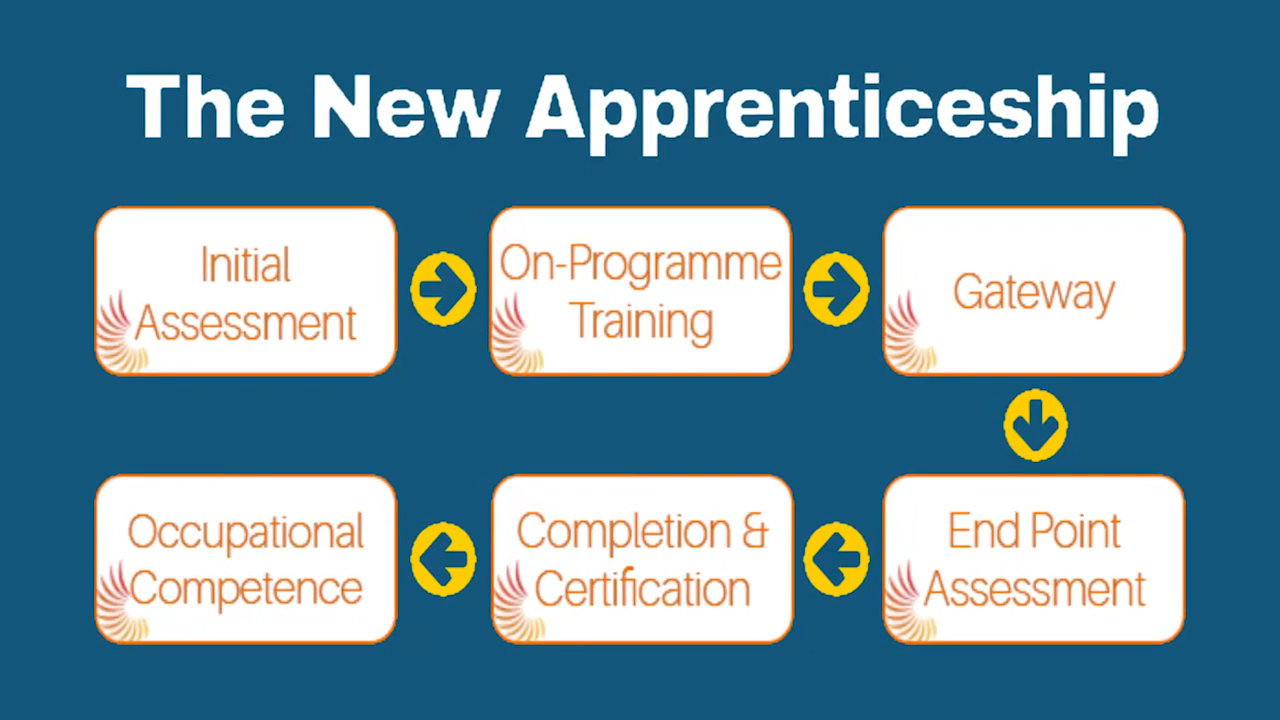 The New Apprenticeship
Initial
Assessment
On-Programme
Training
Gateway
End Point
Assessment
Completion &
Certification
Occupational
Competence